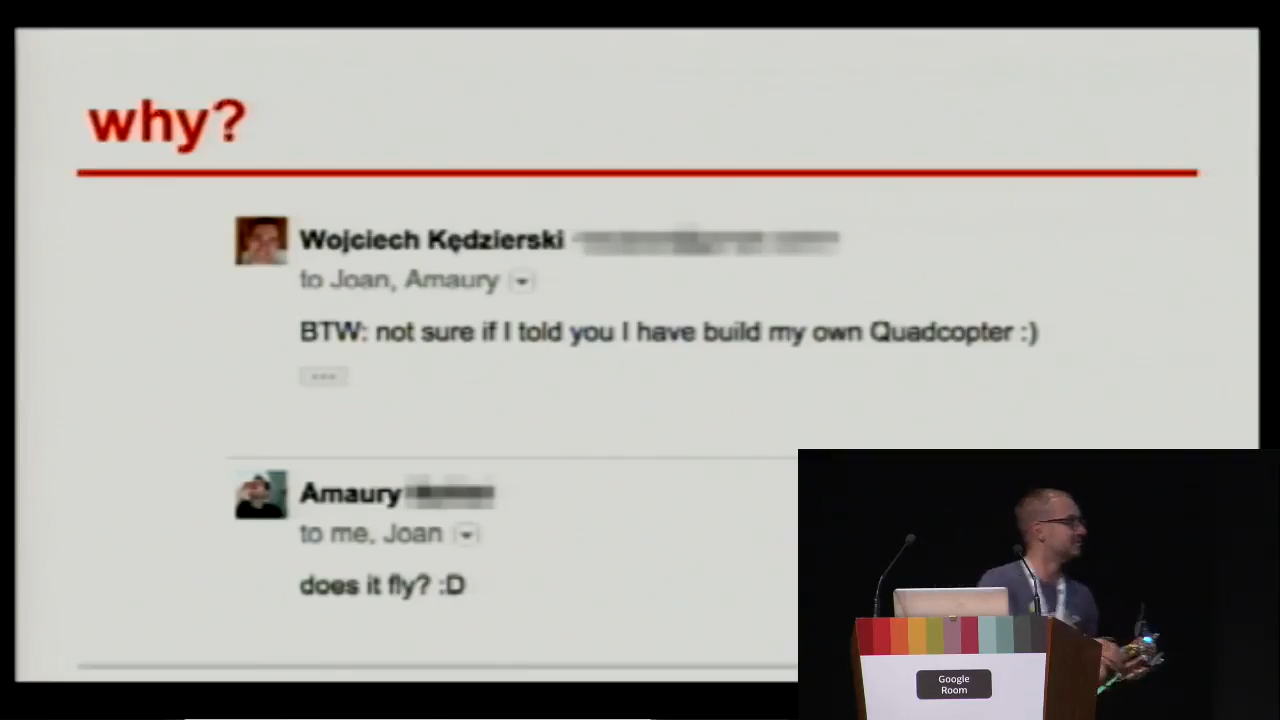 why?
Wojciech Kędzierski
to Joan, Amaury
BTW: not sure if I told you I have build my own Quadcopter :)
Amaury
to me, Joan
does it fly? :D
Google
Room